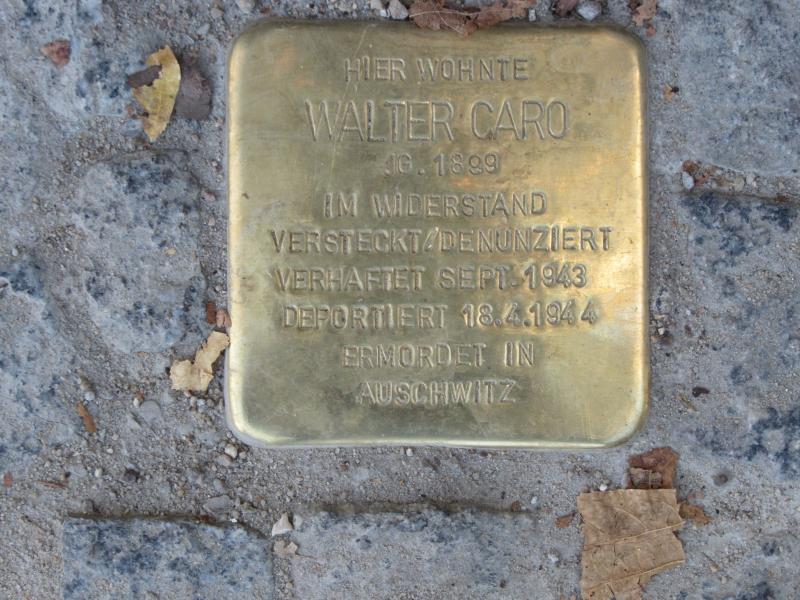 HIER WOHNTE
WALTER CARO
JG. 1899
IM WIDERSTAND
VERSTECKT/DENUNZIERT
VERHAFTET SEPT. 1943
DEPORTIERT 18.4.1944
ERMORDET IN
AUSCHWITZ